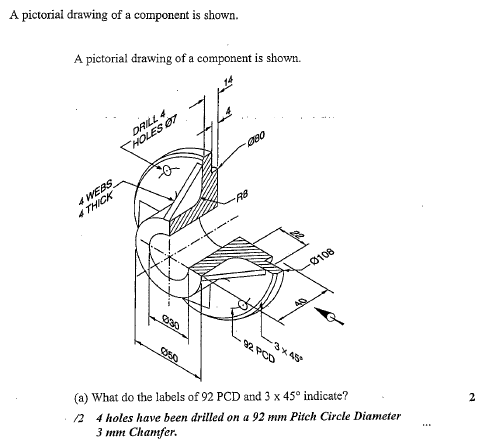 A pictorial drawing of a component is shown.
A pictorial drawing of a component is shown.
14
4
DRILL 4
HOLES Ø7
Ø80
4 WEBS
4 THICK
R8
22
Ø108
40
Ø30
Ø50
92 PCD
3 x 45°
(a) What do the labels of 92 PCD and 3 x 45° indicate?
2
/2 4 holes have been drilled on a 92 mm Pitch Circle Diameter
...
3 mm Chamfer.